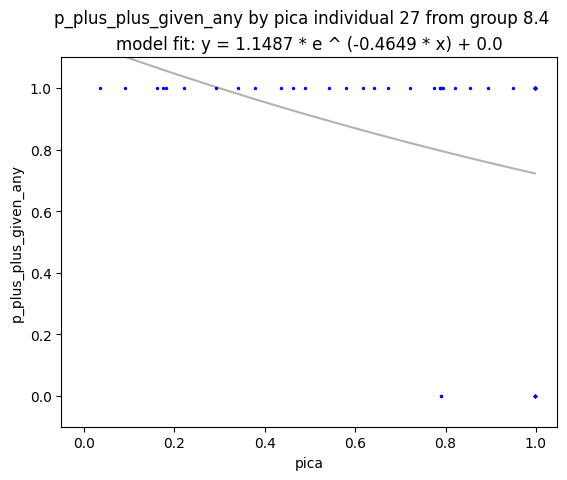 p_plus_plus_given_any by pica individual 27 from group 8.4
model fit: y = 1.1487 * e ^ (-0.4649 * x) + 0.0
1.0
0.8
0.6
0.4
0.2
0.0
p_plus_plus_given_any
0.0 0.2 0.4 0.6 0.8 1.0
pica